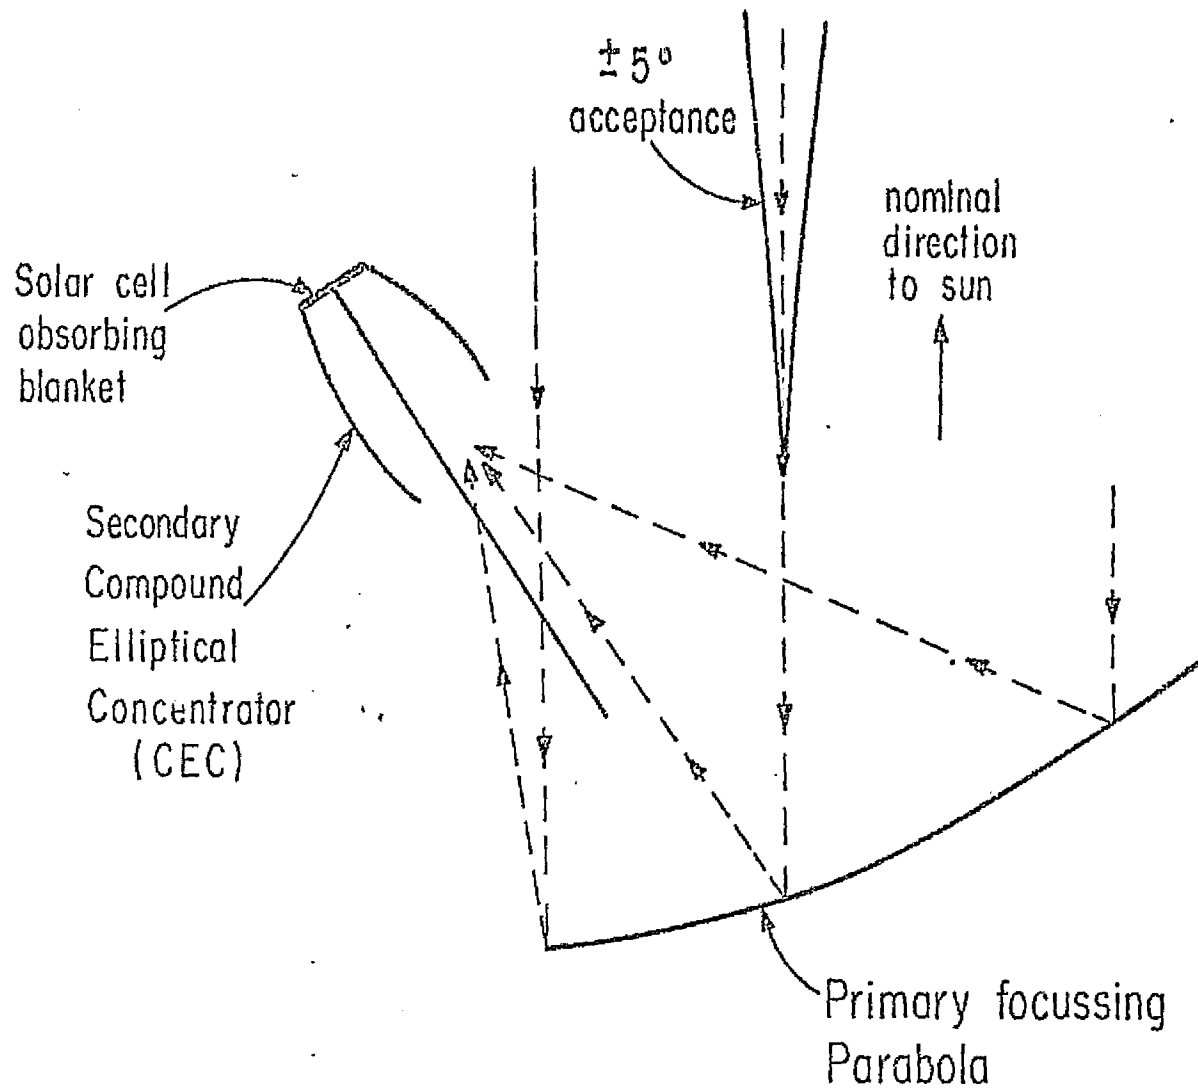 ± 5°
acceptance
nominal
direction
to sun
Solar cell
absorbing
blanket
Secondary
Compound
Elliptical
Concentrator
(CEC)
Primary focussing
Parabola